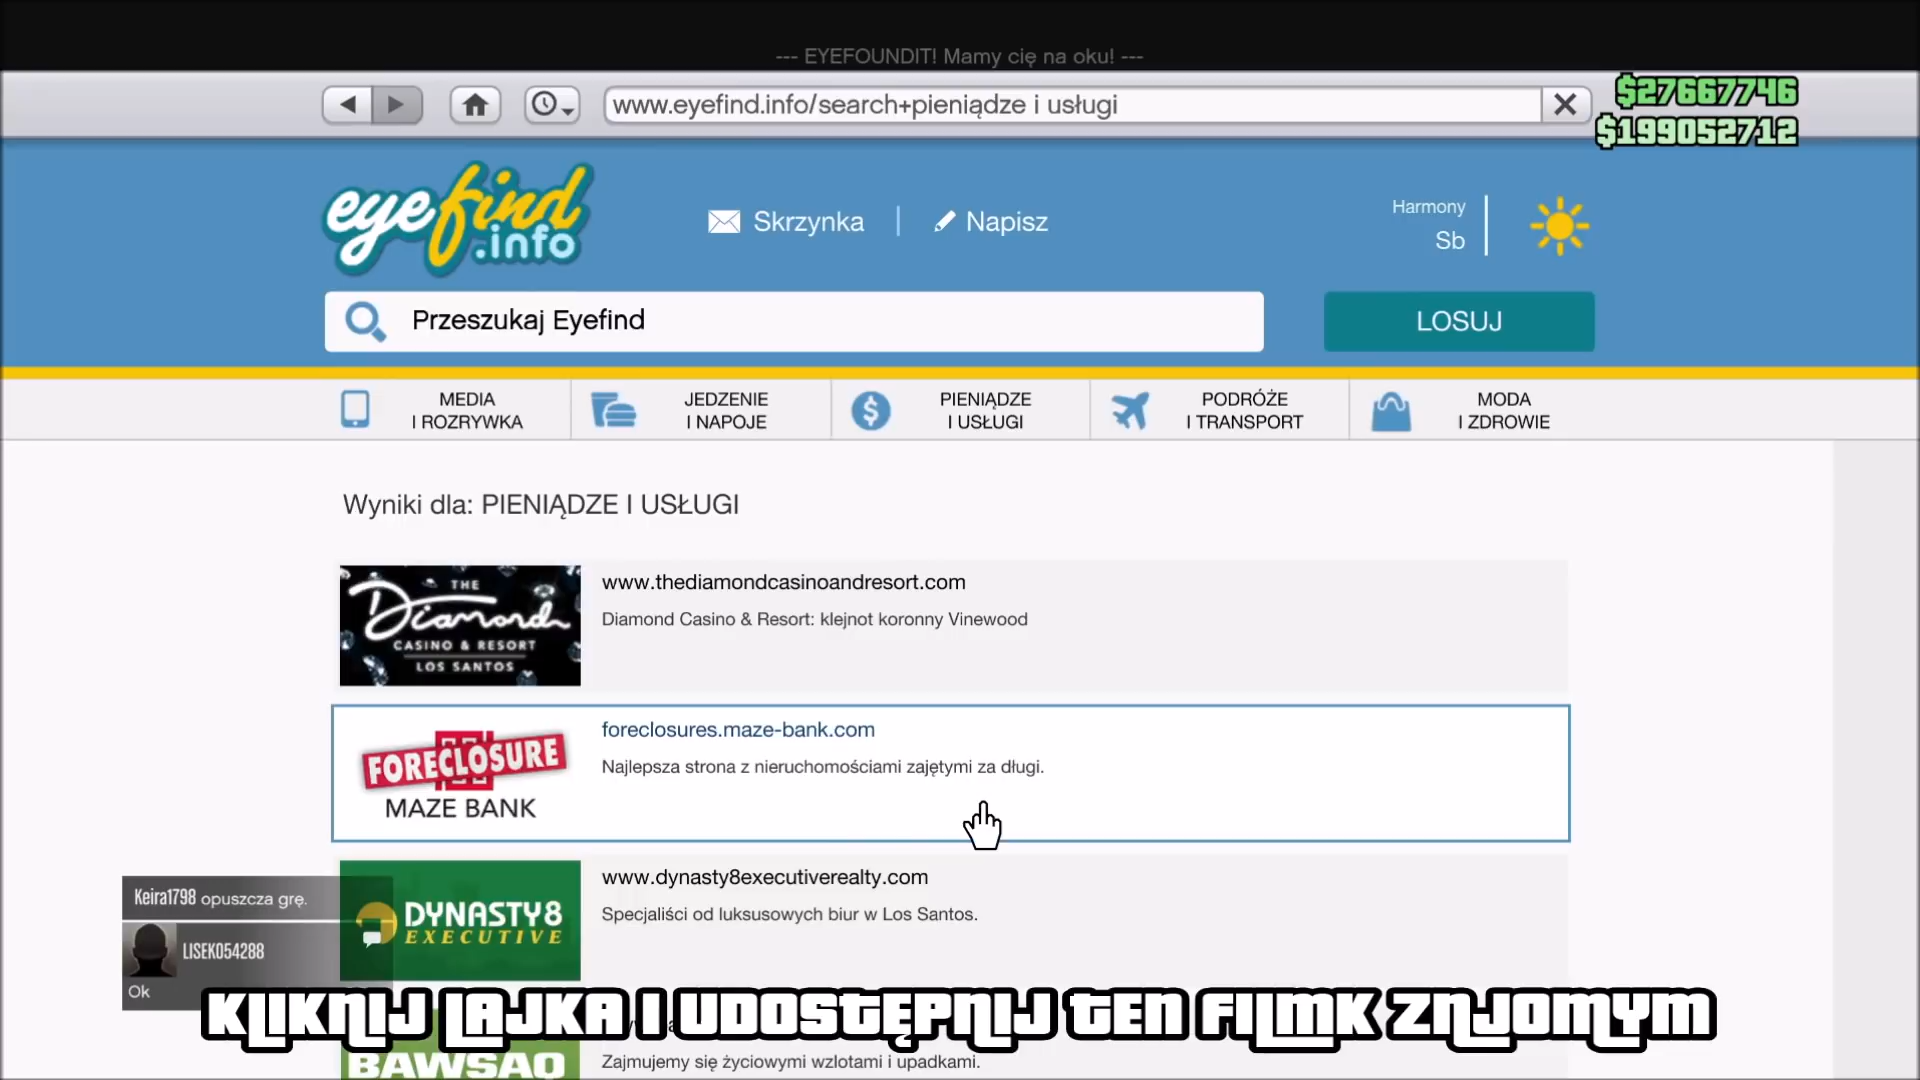 --- EYEFOUNDIT! Mamy cię na oku! ---
www.eyefind.info/search+pieniądze i usługi
$27667746
$199052712
eyefind
.info
Skrzynka
Napisz
Harmony
Sb
Przeszukaj Eyefind
LOSUJ
MEDIA
I ROZRYWKA
JEDZENIE
I NAPOJE
PIENIĄDZE
I USŁUGI
PODRÓŻE
I TRANSPORT
MODA
I ZDROWIE
Wyniki dla: PIENIĄDZE I USŁUGI
THE
Diamond
CASINO & RESORT
LOS SANTOS
www.thediamondcasinoandresort.com
Diamond Casino & Resort: klejnot koronny Vinewood
FORECLOSURE
MAZE BANK
foreclosures.maze-bank.com
Najlepsza strona z nieruchomościami zajętymi za długi.
DYNASTY8
EXECUTIVE
www.dynasty8executiverealty.com
Specjaliści od luksusowych biur w Los Santos.
Keira1798 opuszcza grę.
LISEK054288
Ok
KLIKNIJ LAJKA I UDOSTĘPNIJ TEN FILMK ZNJOMYM
BAWSAQ
Zajmujemy się życiowymi wzlotami i upadkami.